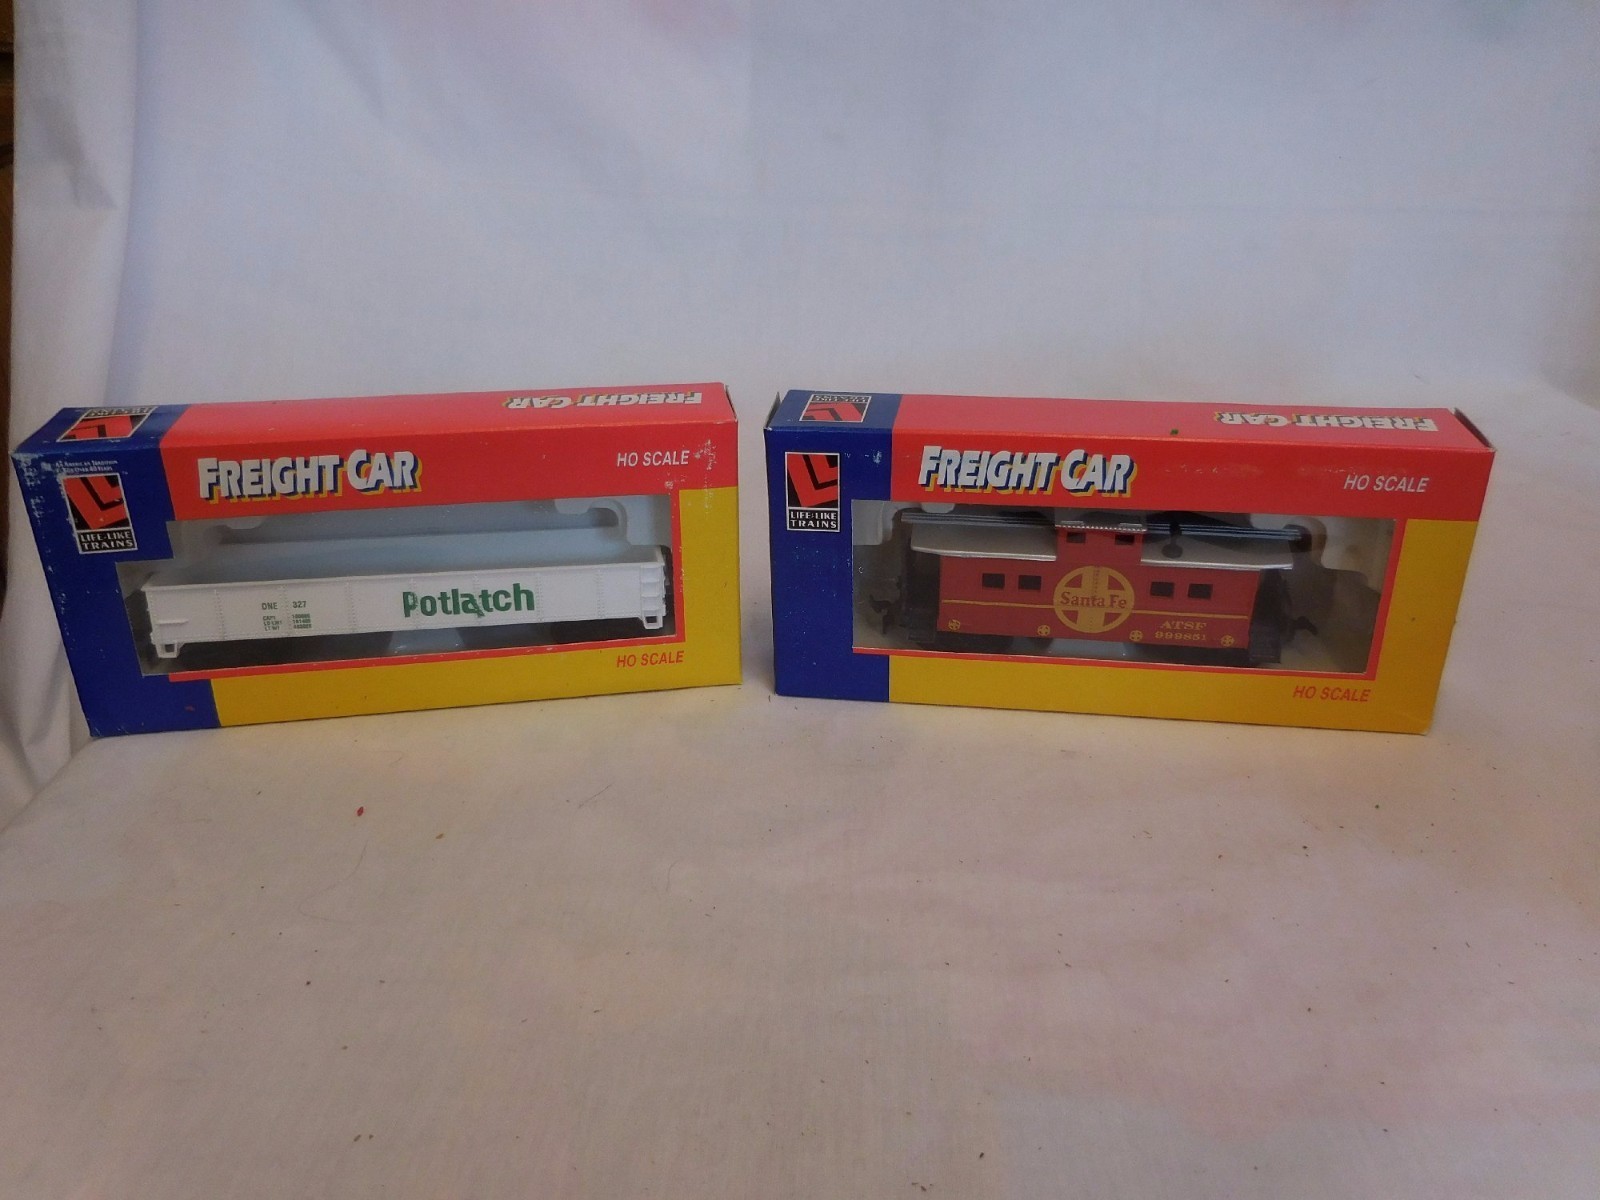 FREIGHT CAR
FREIGHT CAR
HO SCALE
LIFE-LIKE
TRAINS
DNE 327
Potlatch
HO SCALE
FREIGHT CAR
FREIGHT CAR
HO SCALE
LIFE-LIKE
TRAINS
Santa Fe
ATSF
999851
HO SCALE